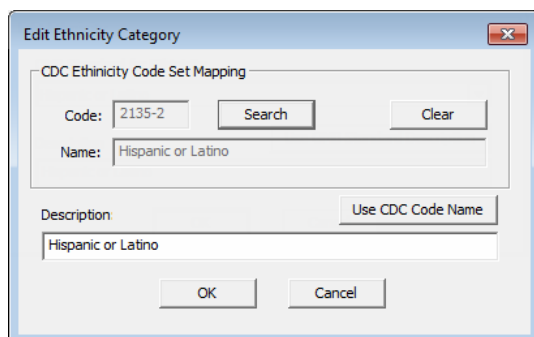 Edit Ethnicity Category
CDC Ethinicity Code Set Mapping
Code: 2135-2 Search Clear
Name: Hispanic or Latino
Description Use CDC Code Name
Hispanic or Latino
OK Cancel